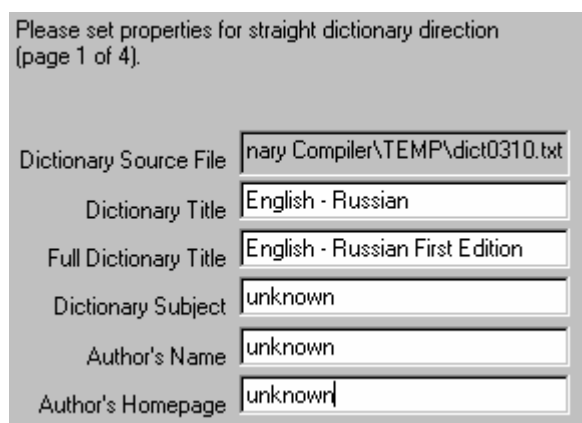 Please set properties for straight dictionary direction
(page 1 of 4).
Dictionary Source File nary Compiler\TEMP\dict0310.txt
Dictionary Title English - Russian
Full Dictionary Title English - Russian First Edition
Dictionary Subject unknown
Author's Name unknown
Author's Homepage unknown